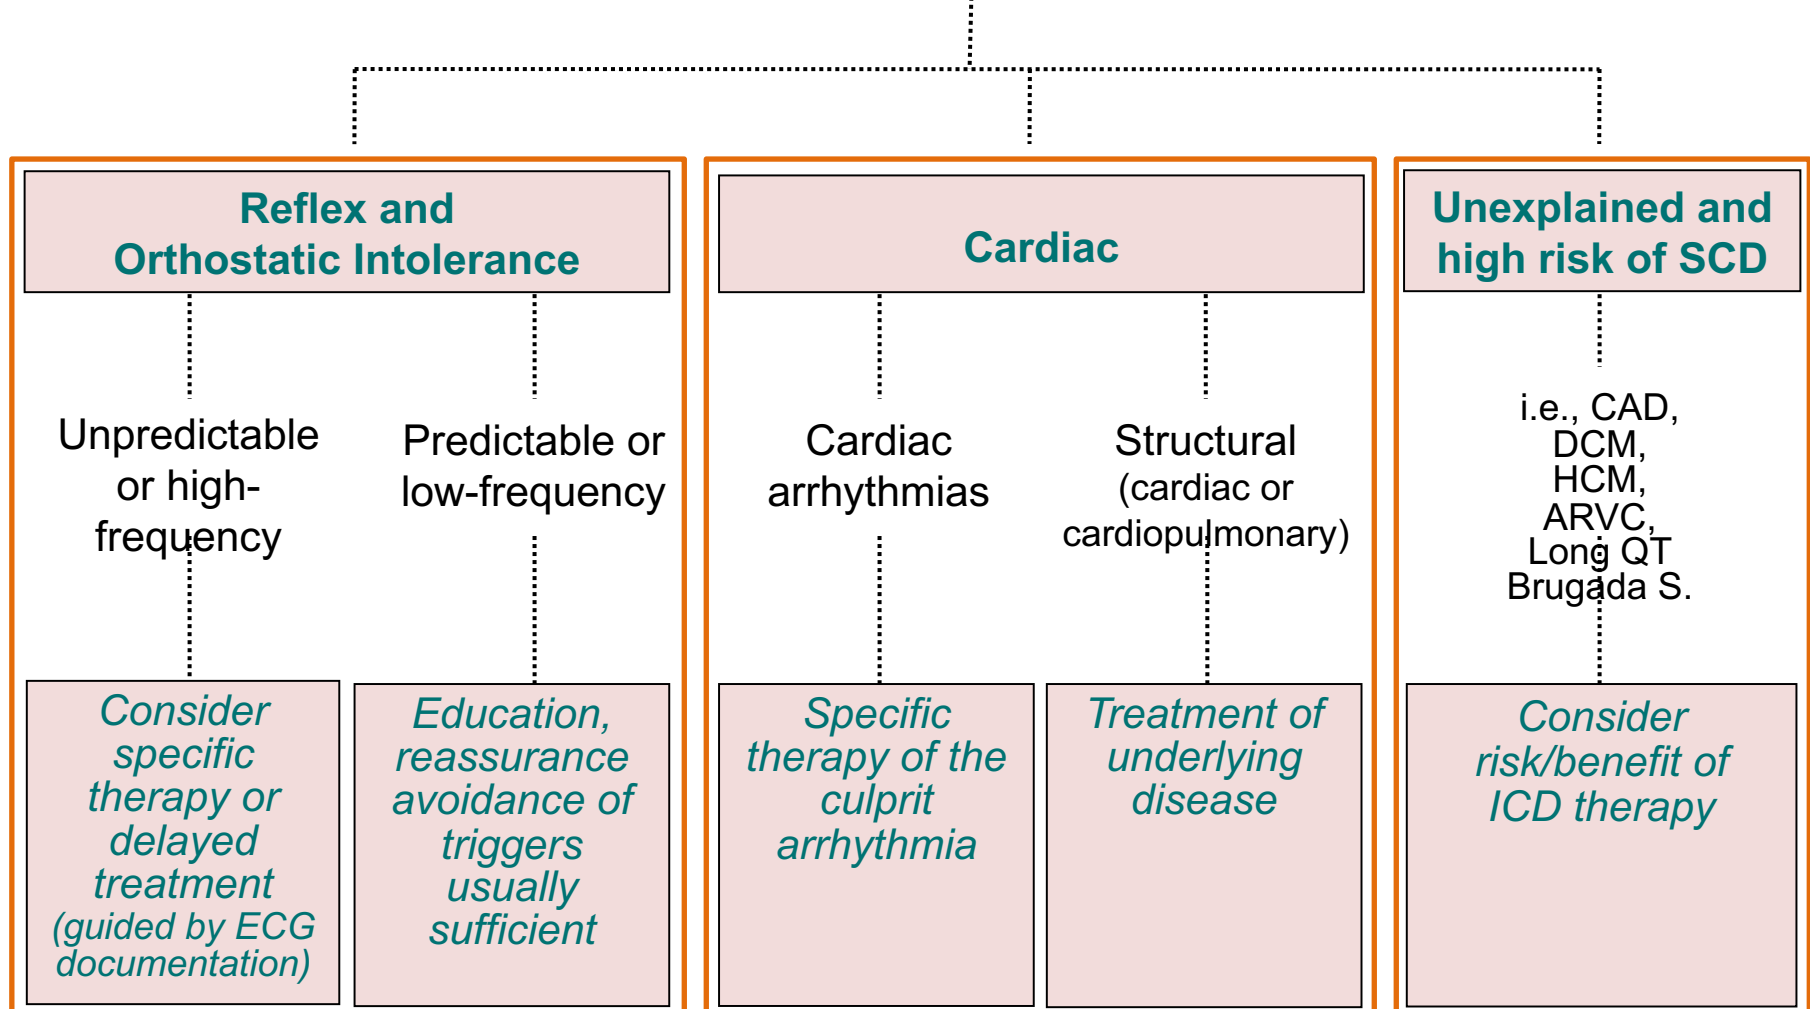 Reflex and
Orthostatic Intolerance
Cardiac
Unexplained and
high risk of SCD
Unpredictable
or high-
frequency
Predictable or
low-frequency
Cardiac
arrhythmias
Structural
(cardiac or
cardiopulmonary)
i.e., CAD,
DCM,
HCM,
ARVC,
Long QT
Brugada S.
Consider
specific
therapy or
delayed
treatment
(guided by ECG
documentation)
Education,
reassurance
avoidance of
triggers
usually
sufficient
Specific
therapy of the
culprit
arrhythmia
Treatment of
underlying
disease
Consider
risk/benefit of
ICD therapy